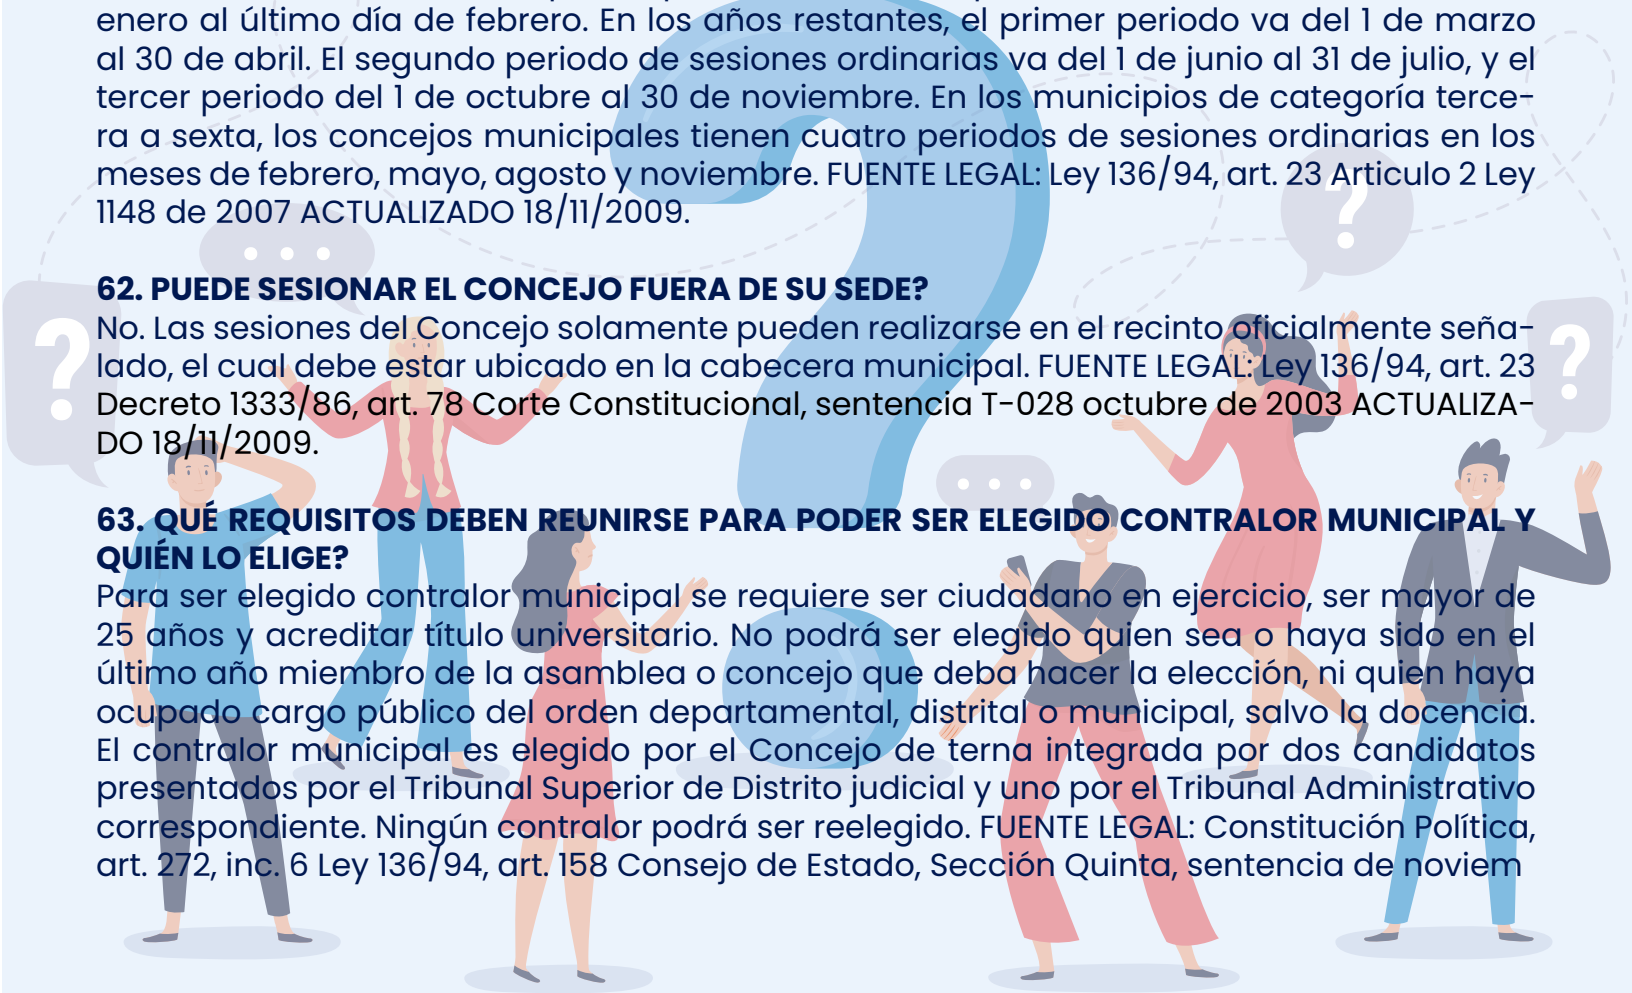 enero al último día de febrero. En los años restantes, el primer periodo va del 1 de marzo
al 30 de abril. El segundo periodo de sesiones ordinarias va del 1 de junio al 31 de julio, y el
tercer periodo del 1 de octubre al 30 de noviembre. En los municipios de categoría terce-
ra a sexta, los concejos municipales tienen cuatro periodos de sesiones ordinarias en los
meses de febrero, mayo, agosto y noviembre. FUENTE LEGAL: Ley 136/94, art. 23 Articulo 2 Ley
1148 de 2007 ACTUALIZADO 18/11/2009.
62. PUEDE SESIONAR EL CONCEJO FUERA DE SU SEDE?
No. Las sesiones del Concejo solamente pueden realizarse en el recinto oficialmente seña-
lado, el cual debe estar ubicado en la cabecera municipal. FUENTE LEGAL: Ley 136/94, art. 23
Decreto 1333/86, art. 78 Corte Constitucional, sentencia T-028 octubre de 2003 ACTUALIZA-
DO 18/11/2009.
63. QUÉ REQUISITOS DEBEN REUNIRSE PARA PODER SER ELEGIDO CONTRALOR MUNICIPAL Y
QUIÉN LO ELIGE?
Para ser elegido contralor municipal se requiere ser ciudadano en ejercicio, ser mayor de
25 años y acreditar título universitario. No podrá ser elegido quien sea o haya sido en el
último año miembro de la asamblea o concejo que deba hacer la elección, ni quien haya
ocupado cargo público del orden departamental, distrital o municipal, salvo la docencia.
El contralor municipal es elegido por el Concejo de terna integrada por dos candidatos
presentados por el Tribunal Superior de Distrito judicial y uno por el Tribunal Administrativo
correspondiente. Ningún contralor podrá ser reelegido. FUENTE LEGAL: Constitución Política,
art. 272, inc. 6 Ley 136/94, art. 158 Consejo de Estado, Sección Quinta, sentencia de noviem